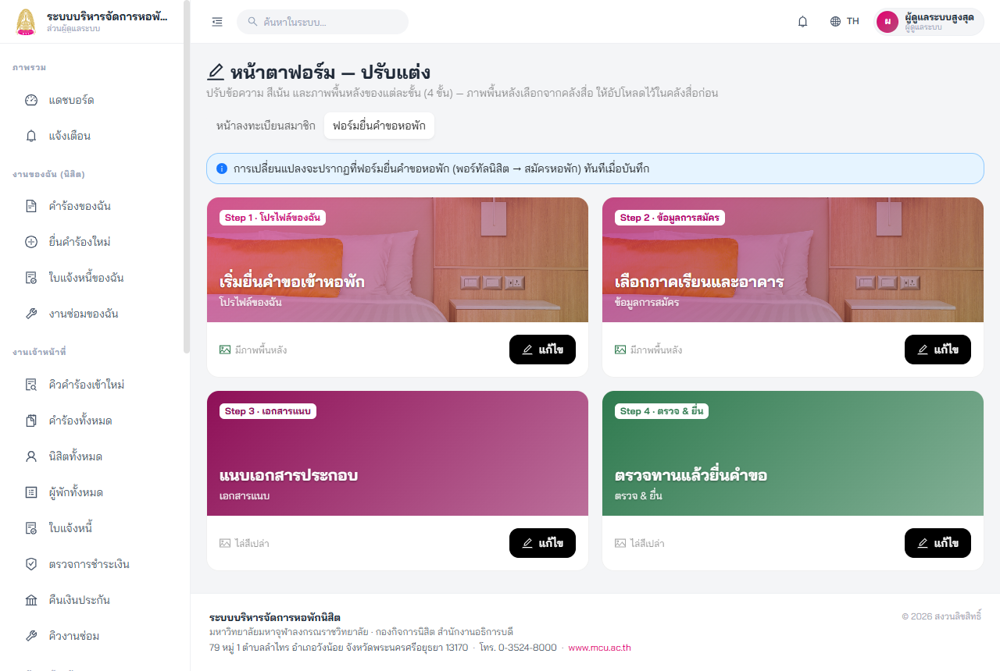 ระบบบริหารจัดการหอพั...
ส่วนผู้ดูแลระบบ
ค้นหาในระบบ...
TH
ผ
ผู้ดูแลระบบสูงสุด
ผู้ดูแลระบบ
ภาพรวม
แดชบอร์ด
แจ้งเตือน
งานของฉัน (นิสิต)
คำร้องของฉัน
ยื่นคำร้องใหม่
ใบแจ้งหนี้ของฉัน
งานซ่อมของฉัน
งานเจ้าหน้าที่
คิวคำร้องเข้าใหม่
คำร้องทั้งหมด
นิสิตทั้งหมด
ผู้พักทั้งหมด
ใบแจ้งหนี้
ตรวจการชำระเงิน
คืนเงินประกัน
คิวงานซ่อม
หน้าตาฟอร์ม — ปรับแต่ง
ปรับข้อความ สีเน้น และภาพพื้นหลังของแต่ละขั้น (4 ขั้น) — ภาพพื้นหลังเลือกจากคลังสื่อ ให้อัปโหลดไว้ในคลังสื่อก่อน
หน้าลงทะเบียนสมาชิก
ฟอร์มยื่นคำขอหอพัก
การเปลี่ยนแปลงจะปรากฏที่ฟอร์มยื่นคำขอหอพัก (พอร์ทัลนิสิต → สมัครหอพัก) ทันทีเมื่อบันทึก
Step 1 · โปรไฟล์ของฉัน
เริ่มยื่นคำขอเข้าหอพัก
โปรไฟล์ของฉัน
มีภาพพื้นหลัง
แก้ไข
Step 2 · ข้อมูลการสมัคร
เลือกภาคเรียนและอาคาร
ข้อมูลการสมัคร
มีภาพพื้นหลัง
แก้ไข
Step 3 · เอกสารแนบ
แนบเอกสารประกอบ
เอกสารแนบ
ไล่สีเปล่า
แก้ไข
Step 4 · ตรวจ & ยื่น
ตรวจทานแล้วยื่นคำขอ
ตรวจ & ยื่น
ไล่สีเปล่า
แก้ไข
ระบบบริหารจัดการหอพักนิสิต
มหาวิทยาลัยมหาจุฬาลงกรณราชวิทยาลัย · กองกิจการนิสิต สำนักงานอธิการบดี
79 หมู่ 1 ตำบลลำไทร อำเภอวังน้อย จังหวัดพระนครศรีอยุธยา 13170 · โทร. 0-3524-8000 · www.mcu.ac.th
© 2026 สงวนลิขสิทธิ์